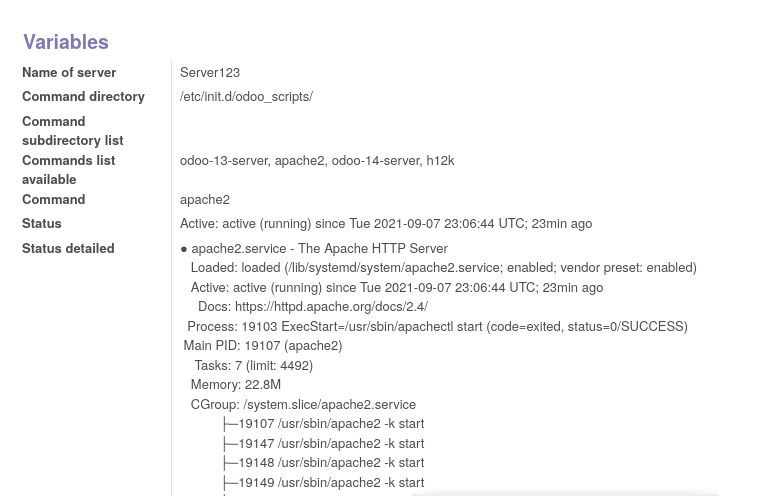 Variables
Name of server Server123
Command directory /etc/init.d/odoo_scripts/
Command
subdirectory list
Commands list odoo-13-server, apache2, odoo-14-server, h12k
available
Command apache2
Status Active: active (running) since Tue 2021-09-07 23:06:44 UTC; 23min ago
Status detailed ● apache2.service - The Apache HTTP Server
Loaded: loaded (/lib/systemd/system/apache2.service; enabled; vendor preset: enabled)
Active: active (running) since Tue 2021-09-07 23:06:44 UTC; 23min ago
Docs: https://httpd.apache.org/docs/2.4/
Process: 19103 ExecStart=/usr/sbin/apachectl start (code=exited, status=0/SUCCESS)
Main PID: 19107 (apache2)
Tasks: 7 (limit: 4492)
Memory: 22.8M
CGroup: /system.slice/apache2.service
├─19107 /usr/sbin/apache2 -k start
├─19147 /usr/sbin/apache2 -k start
├─19148 /usr/sbin/apache2 -k start
├─19149 /usr/sbin/apache2 -k start